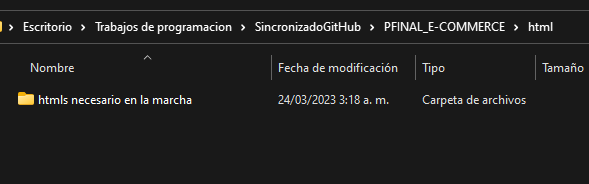 Escritorio > Trabajos de programacion > SincronizadoGitHub > PFINAL_E-COMMERCE > html
Nombre Fecha de modificación Tipo Tamaño
htmls necesario en la marcha 24/03/2023 3:18 a. m. Carpeta de archivos